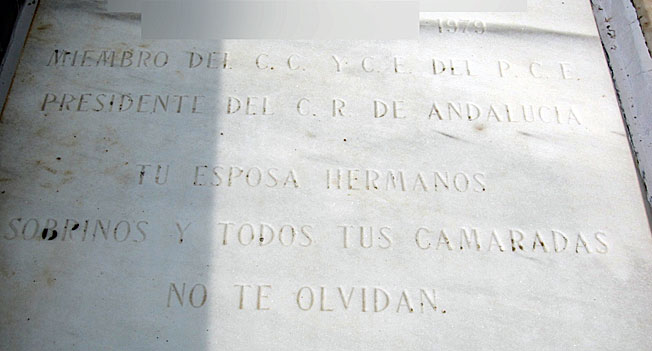 1979
MIEMBRO DEL C. C. Y C. E. DEL P. C. E.
PRESIDENTE DEL C. R. DE ANDALUCIA
TU ESPOSA HERMANOS
SOBRINOS Y TODOS TUS CAMARADAS
NO TE OLVIDAN.